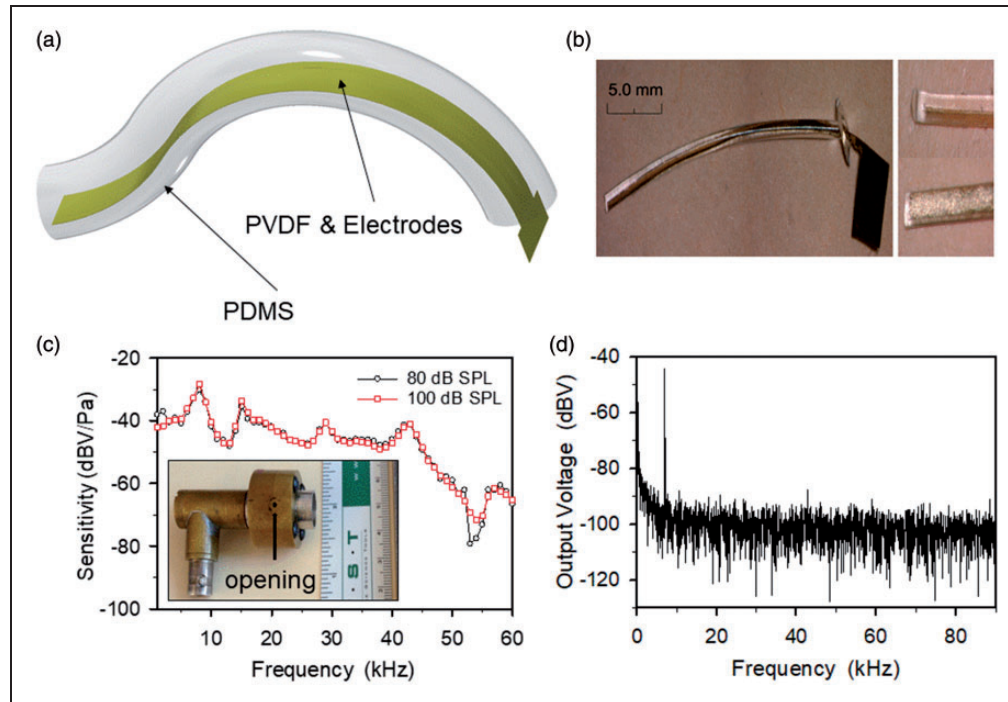 (a)
PVDF & Electrodes
PDMS
(b)
5.0 mm
(c)
-20
-40
-60
-80
-100
Sensitivity (dBV/Pa)
80 dB SPL
100 dB SPL
opening
S·T
10 20 30 40 50 60
Frequency (kHz)
(d)
-40
-60
-80
-100
-120
Output Voltage (dBV)
0 20 40 60 80
Frequency (kHz)